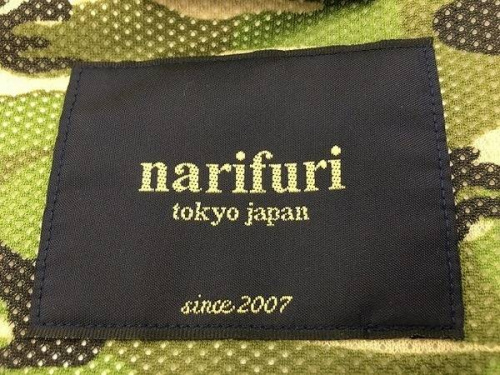 narifuri
tokyo japan
since 2007